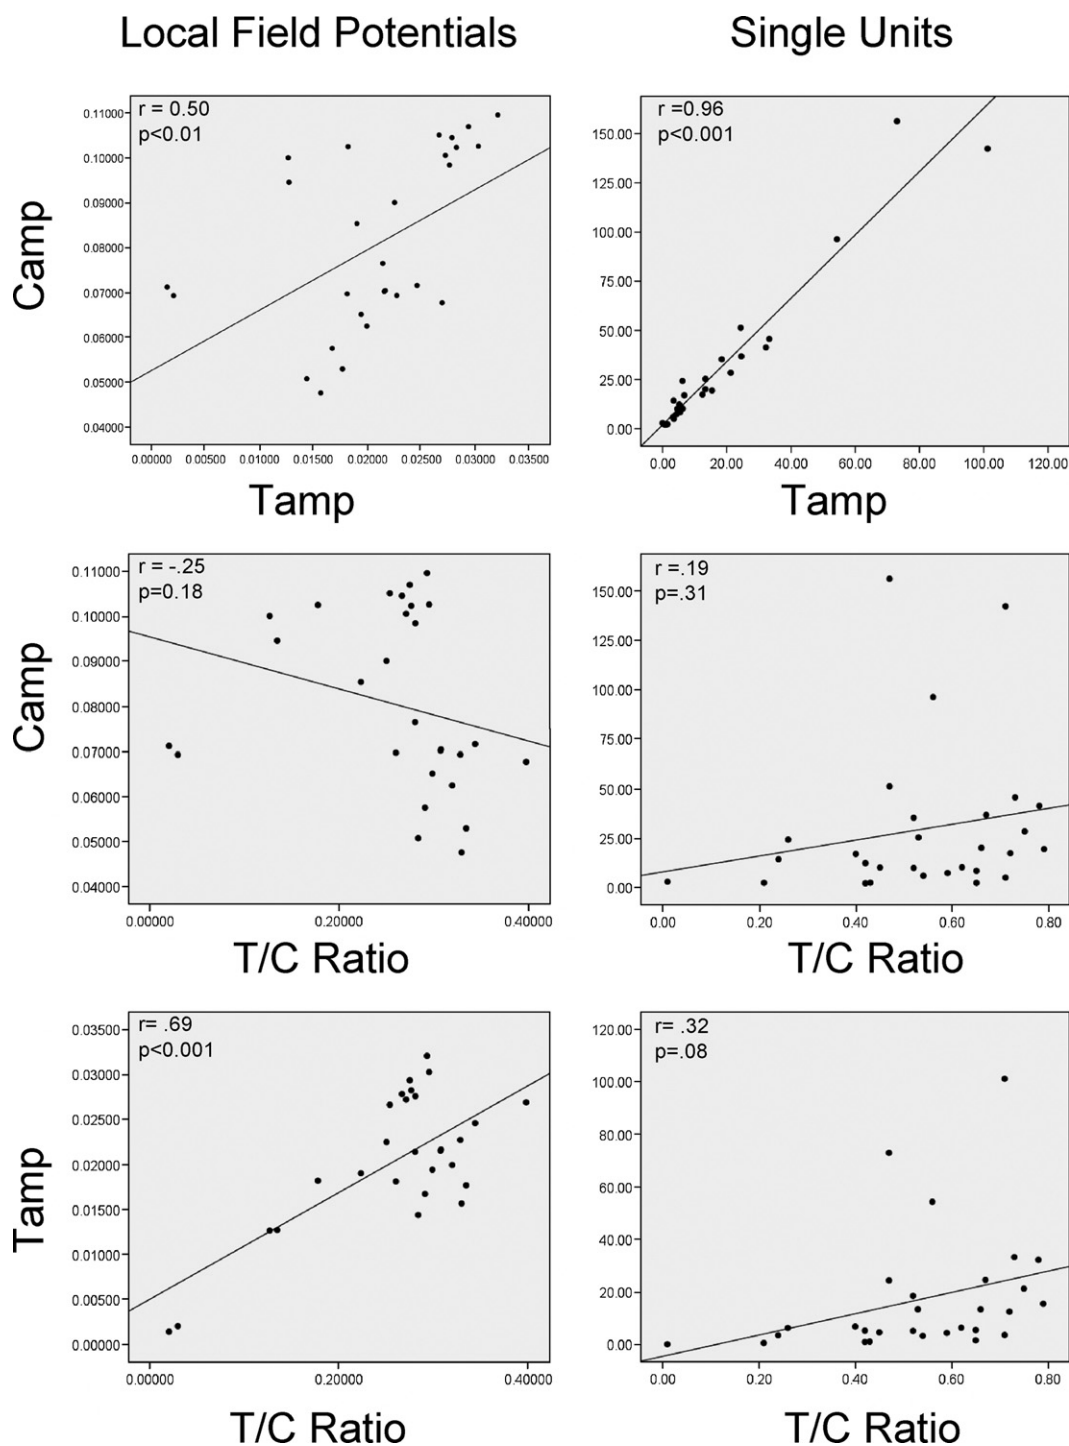 Local Field Potentials
Single Units
r = 0.50
p<0.01
Camp
0.11000
0.10000
0.09000
0.08000
0.07000
0.06000
0.05000
0.04000
0.00000 0.00500 0.01000 0.01500 0.02000 0.02500 0.03000 0.03500
Tamp
r =0.96
p<0.001
150.00
125.00
100.00
75.00
50.00
25.00
0.00
0.00 20.00 40.00 60.00 80.00 100.00 120.00
Tamp
r = -.25
p=0.18
Camp
0.11000
0.10000
0.09000
0.08000
0.07000
0.06000
0.05000
0.04000
0.00000 0.20000 0.40000
T/C Ratio
r =.19
p=.31
150.00
125.00
100.00
75.00
50.00
25.00
0.00
0.00 0.20 0.40 0.60 0.80
T/C Ratio
r= .69
p<0.001
Tamp
0.03500
0.03000
0.02500
0.02000
0.01500
0.01000
0.00500
0.00000
0.00000 0.20000 0.40000
T/C Ratio
r= .32
p=.08
120.00
100.00
80.00
60.00
40.00
20.00
0.00
0.00 0.20 0.40 0.60 0.80
T/C Ratio